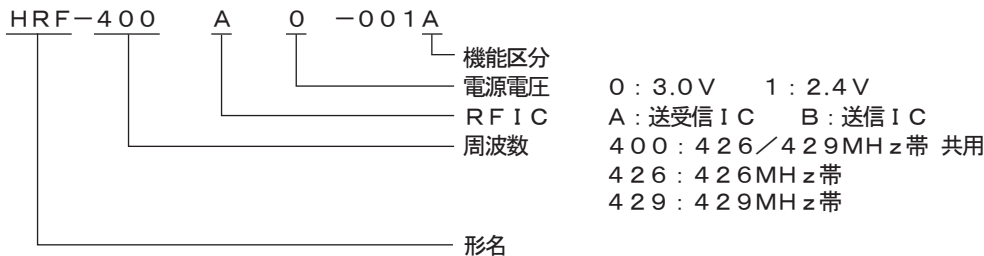 HRF-400 A 0 -001A
機能区分
電源電圧 0:3.0V 1:2.4V
RFIC A:送受信IC B:送信IC
周波数 400:426/429MHz帯 共用
426:426MHz帯
429:429MHz帯
形名